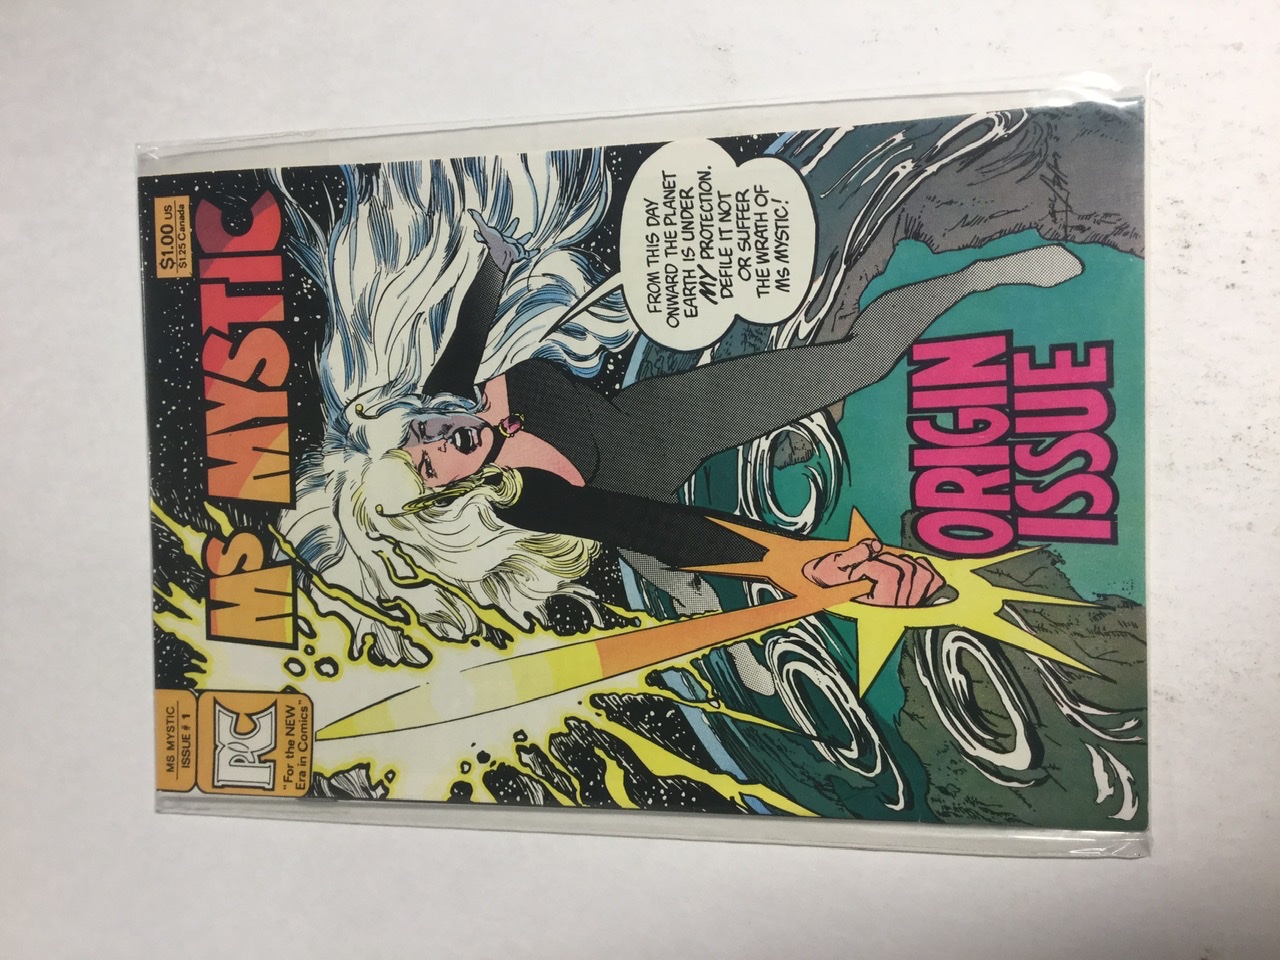 MS MYSTIC
ISSUE # 1
PC
"For the NEW
Era in Comics"
MS MYSTIC
$1.00 US
$1.25 Canada
FROM THIS DAY
ONWARD THE PLANET
EARTH IS UNDER
MY PROTECTION.
DEFILE IT NOT
OR SUFFER
THE WRATH OF
MS MYSTIC!
ORIGIN
ISSUE